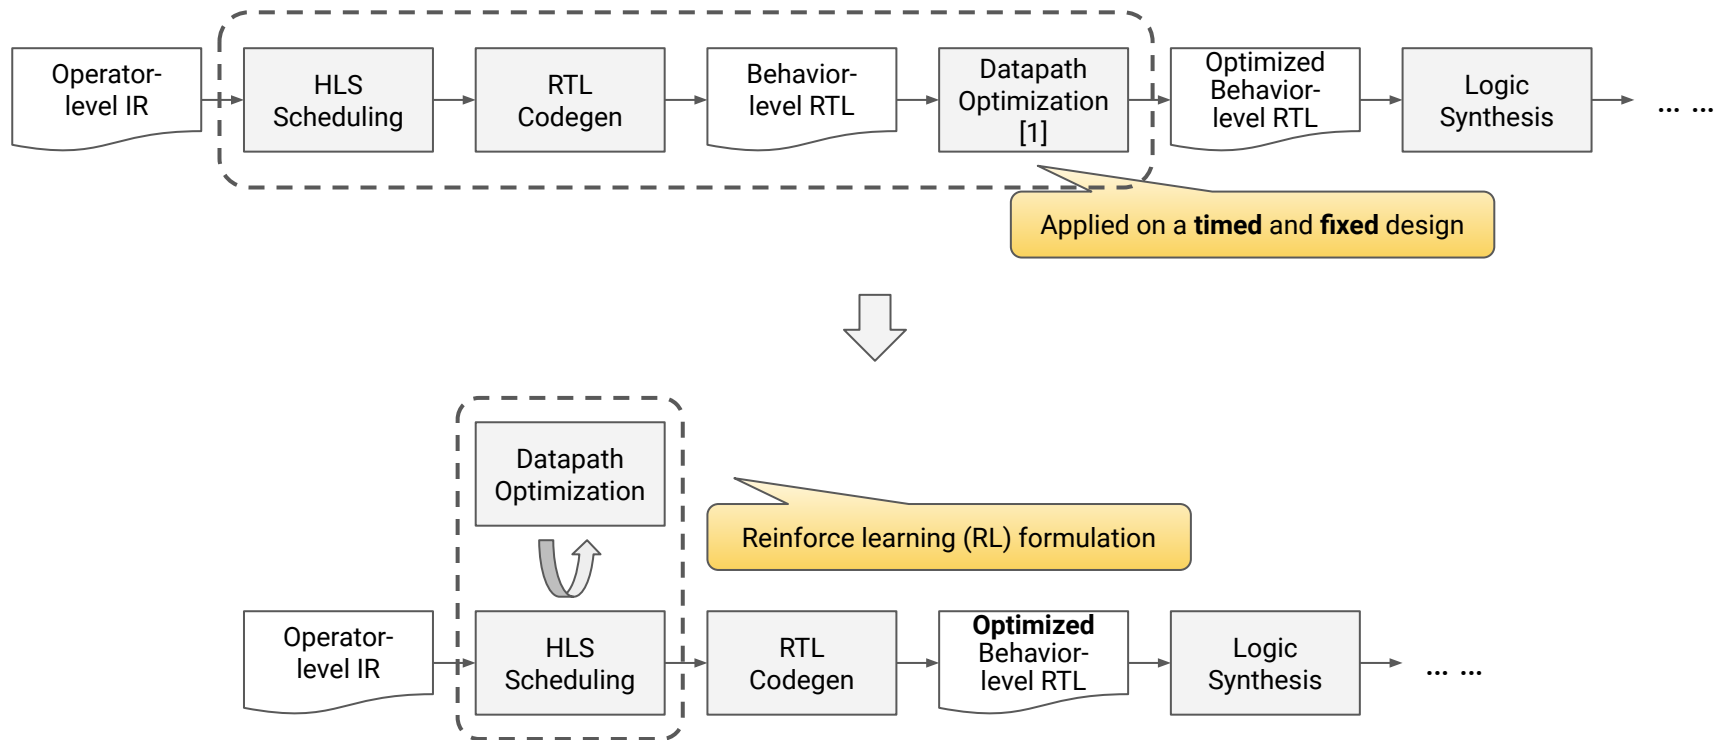 Operator-
level IR
HLS
Scheduling
RTL
Codegen
Behavior-
level RTL
Datapath
Optimization
[1]
Optimized
Behavior-
level RTL
Logic
Synthesis
... ...
Applied on a timed and fixed design
Datapath
Optimization
Reinforce learning (RL) formulation
Operator-
level IR
HLS
Scheduling
RTL
Codegen
Optimized
Behavior-
level RTL
Logic
Synthesis
... ...